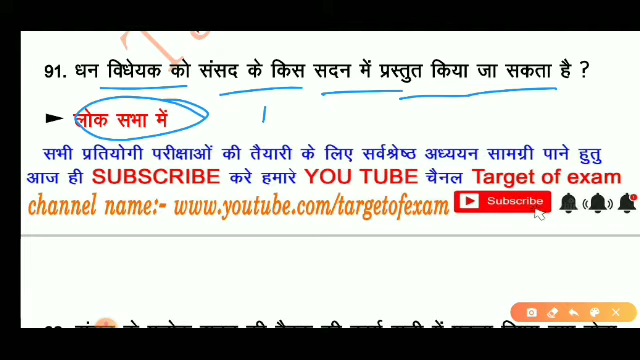 91. धन विधेयक को संसद के किस सदन में प्रस्तुत किया जा सकता है ?
► लोक सभा में
सभी प्रतियोगी परीक्षाओं की तैयारी के लिए सर्वश्रेष्ठ अध्ययन सामग्री पाने हुतु
आज ही SUBSCRIBE करे हमारे YOU TUBE चैनल Target of exam
channel name:- www.youtube.com/targetofexam Subscribe